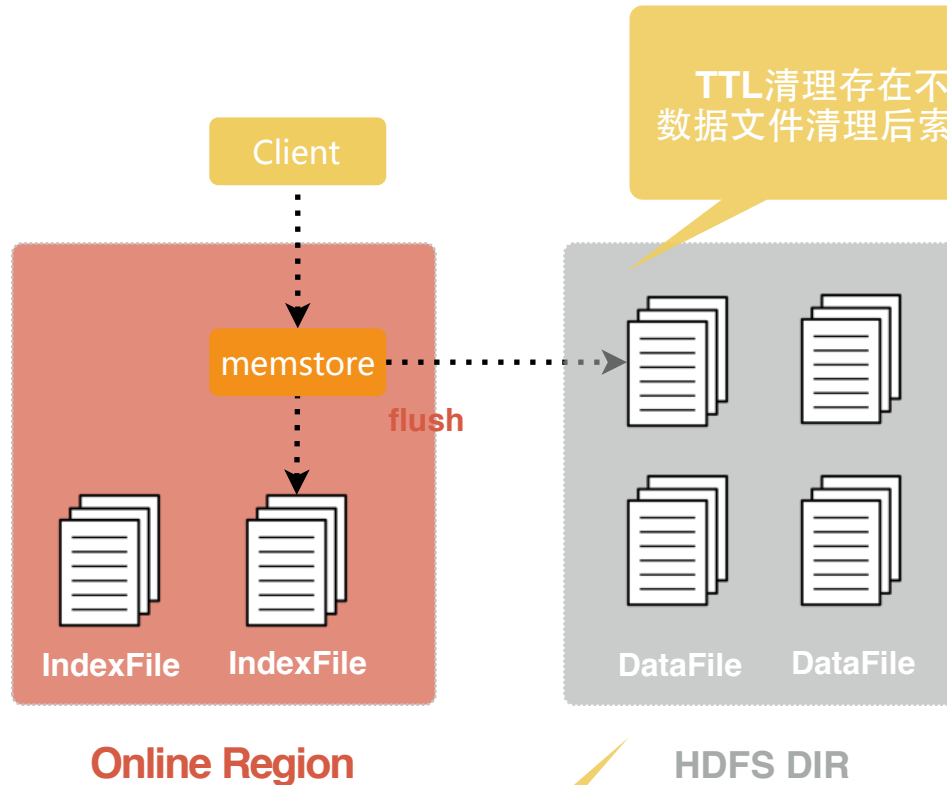 TTL清理存在不
数据文件清理后索
Client
memstore
flush
IndexFile
IndexFile
DataFile
DataFile
Online Region
HDFS DIR